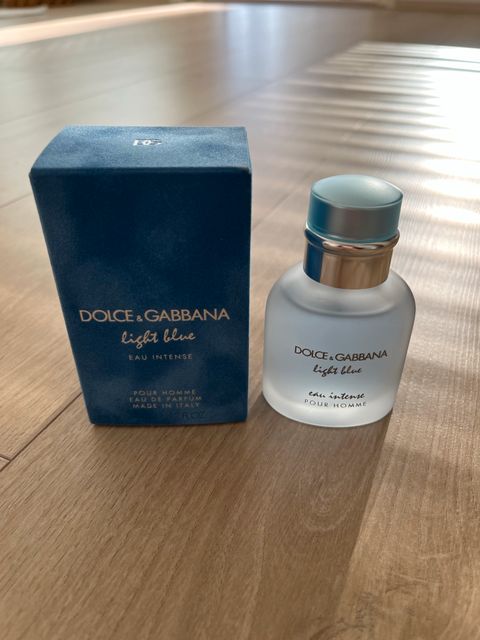 D&G
DOLCE & GABBANA
light blue
EAU INTENSE
POUR HOMME
EAU DE PARFUM
MADE IN ITALY
DOLCE & GABBANA
light blue
eau intense
POUR HOMME